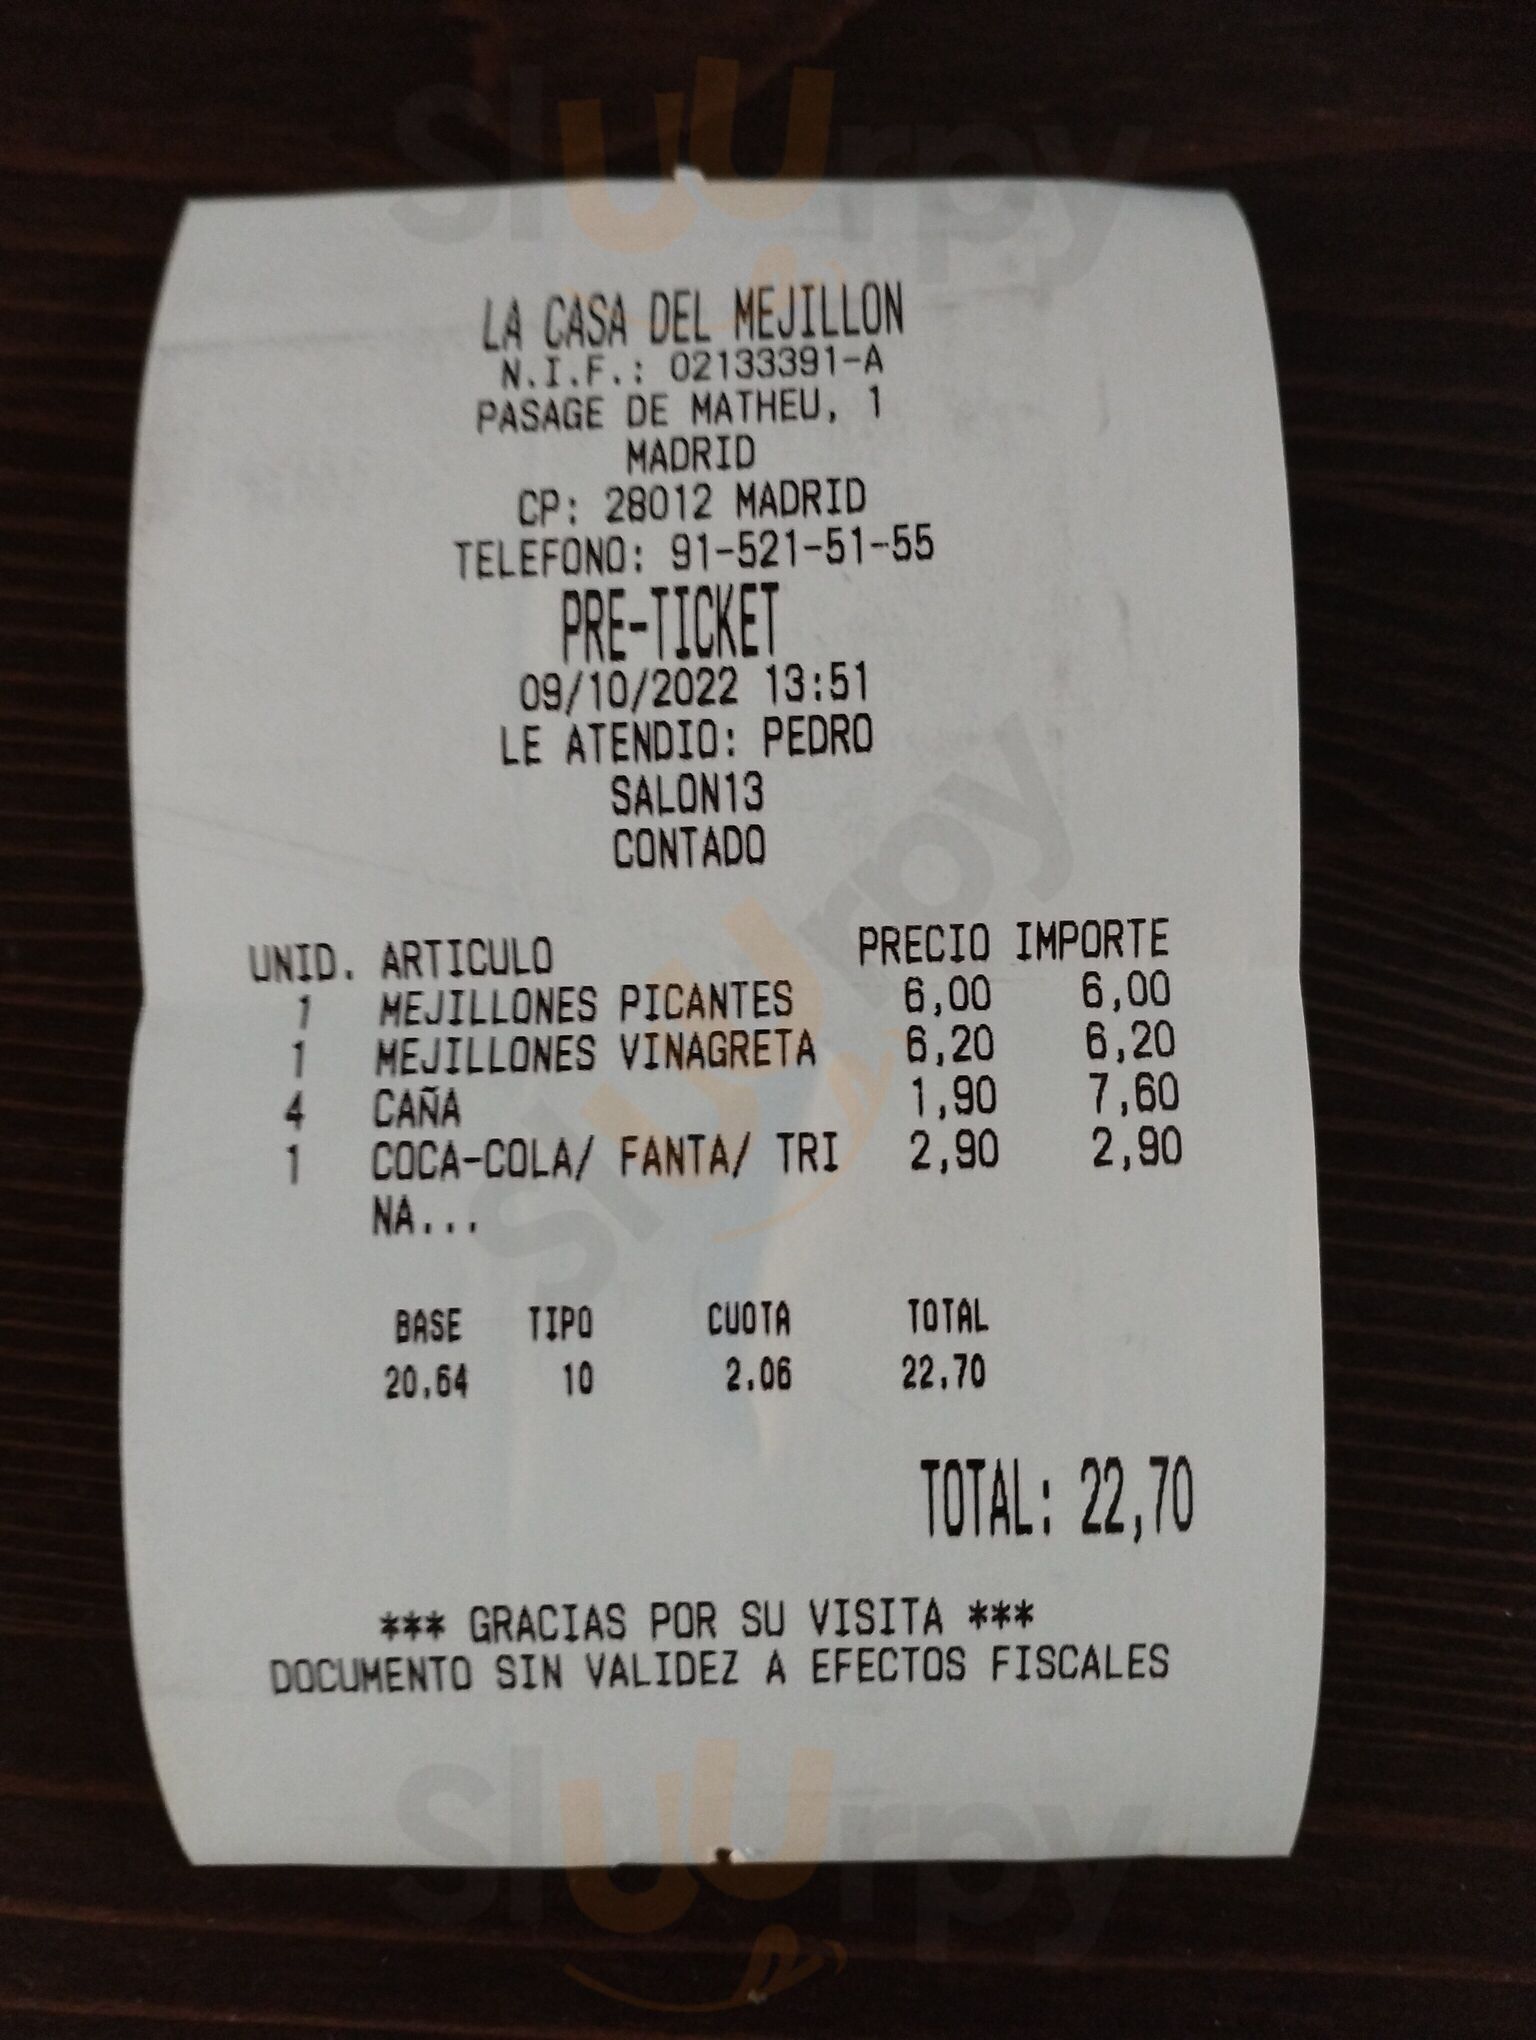 Sluurpy
LA CASA DEL MEJILLON
N.I.F.: 02133391-A
PASAGE DE MATHEU, 1
MADRID
CP: 28012 MADRID
TELEFONO: 91-521-51-55
PRE-TICKET
09/10/2022 13:51
LE ATENDIO: PEDRO
SALON13
CONTADO
UNID. ARTICULO PRECIO IMPORTE
1 MEJILLONES PICANTES 6,00 6,00
1 MEJILLONES VINAGRETA 6,20 6,20
4 CAÑA 1,90 7,60
1 COCA-COLA/ FANTA/ TRI 2,90 2,90
NA...
Sluurpy
BASE TIPO CUOTA TOTAL
20,64 10 2,06 22,70
TOTAL: 22,70
*** GRACIAS POR SU VISITA ***
DOCUMENTO SIN VALIDEZ A EFECTOS FISCALES
Sluurpy